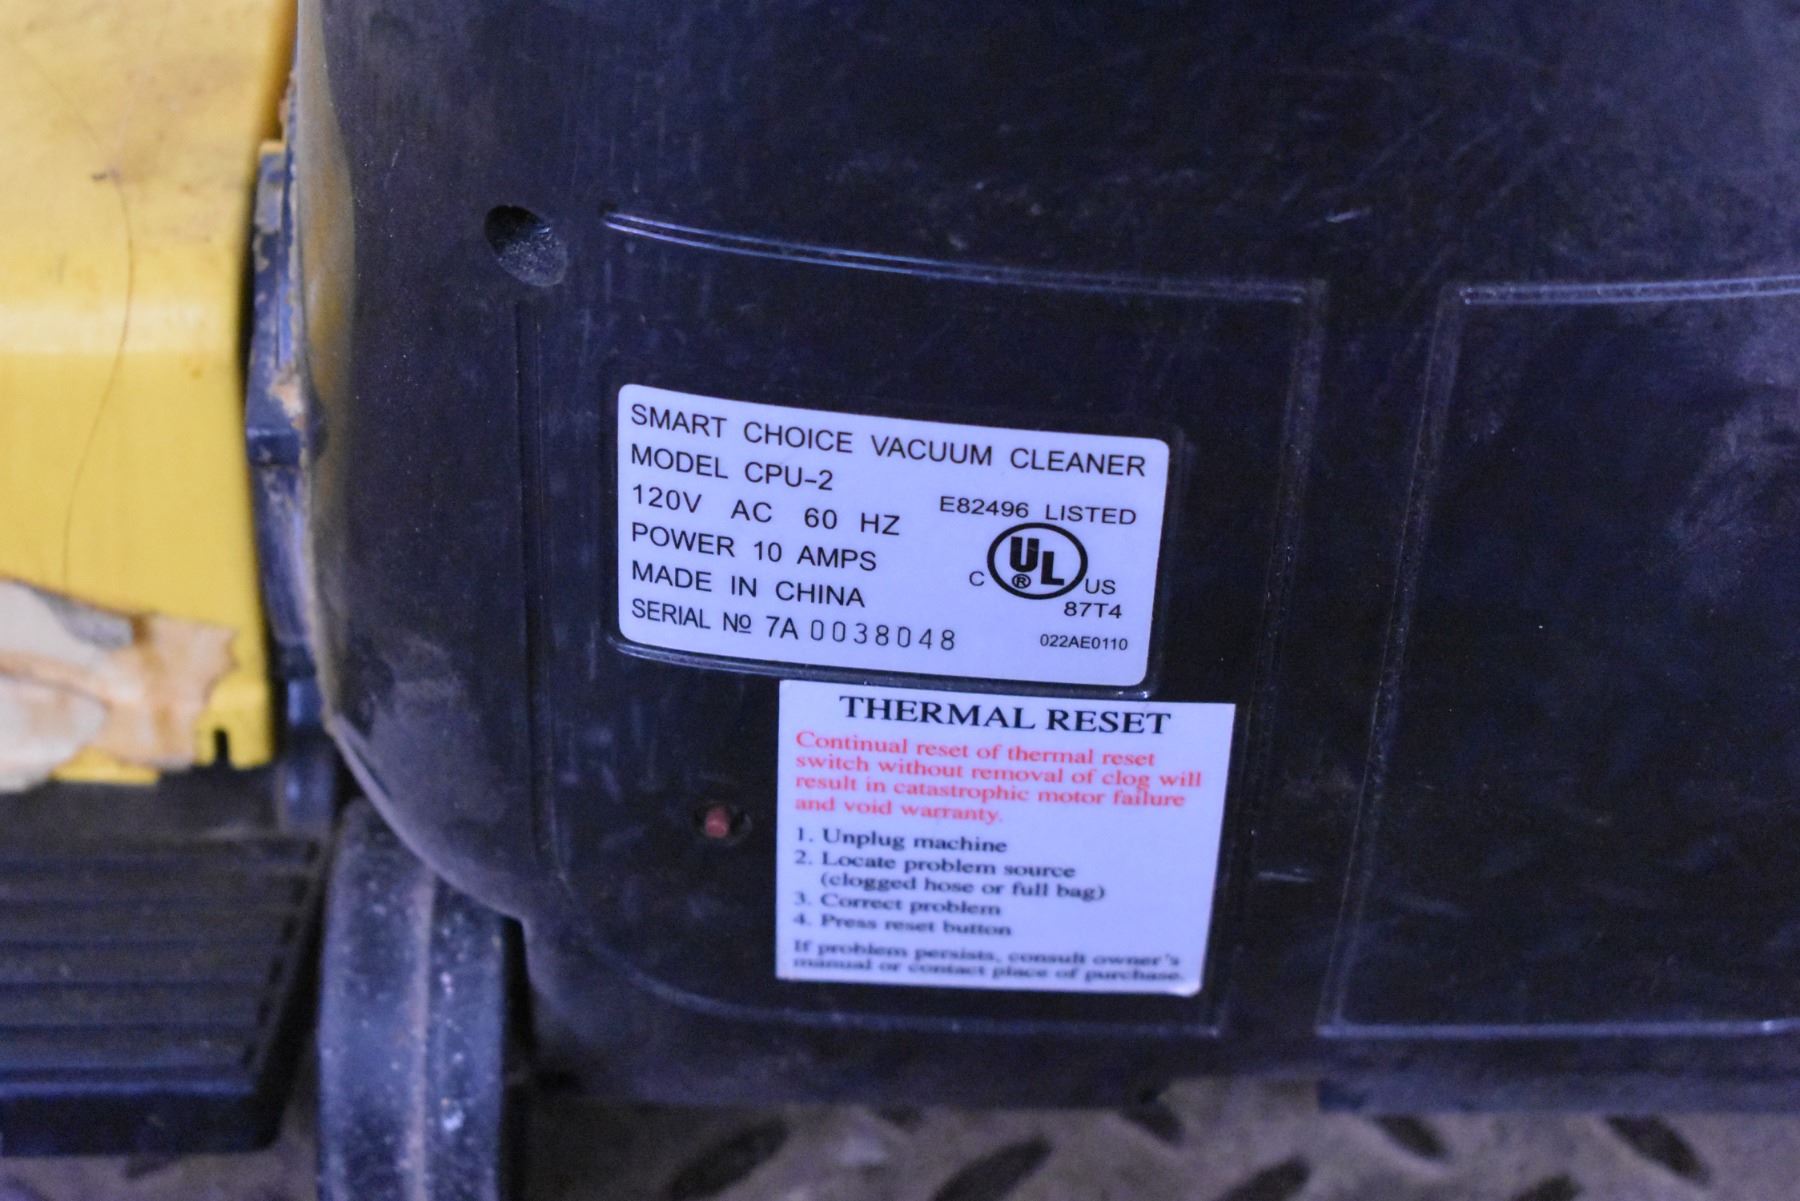 SMART CHOICE VACUUM CLEANER
MODEL CPU-2
120V AC 60 HZ
POWER 10 AMPS
MADE IN CHINA
SERIAL Nº 7A 0038048
E82496 LISTED
C UL ® US
87T4
022AE0110
THERMAL RESET
Continual reset of thermal reset
switch without removal of clog will
result in catastrophic motor failure
and void warranty.
1. Unplug machine
2. Locate problem source
(clogged hose or full bag)
3. Correct problem
4. Press reset button
If problem persists, consult owner's
manual or contact place of purchase.